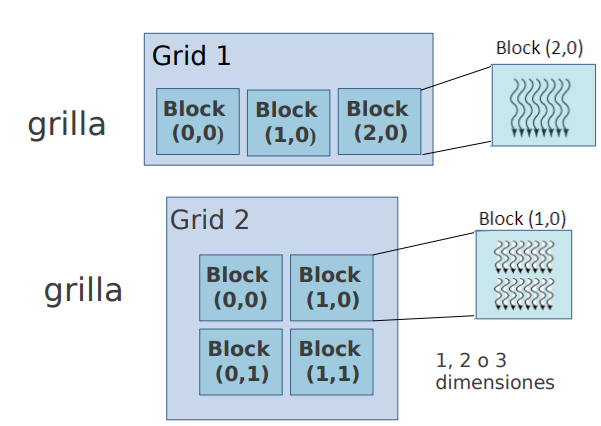 Grid 1
Block (2,0)
grilla
Block
(0,0)
Block
(1,0)
Block
(2,0)
Grid 2
Block (1,0)
grilla
Block
(0,0)
Block
(1,0)
Block
(0,1)
Block
(1,1)
1, 2 o 3
dimensiones